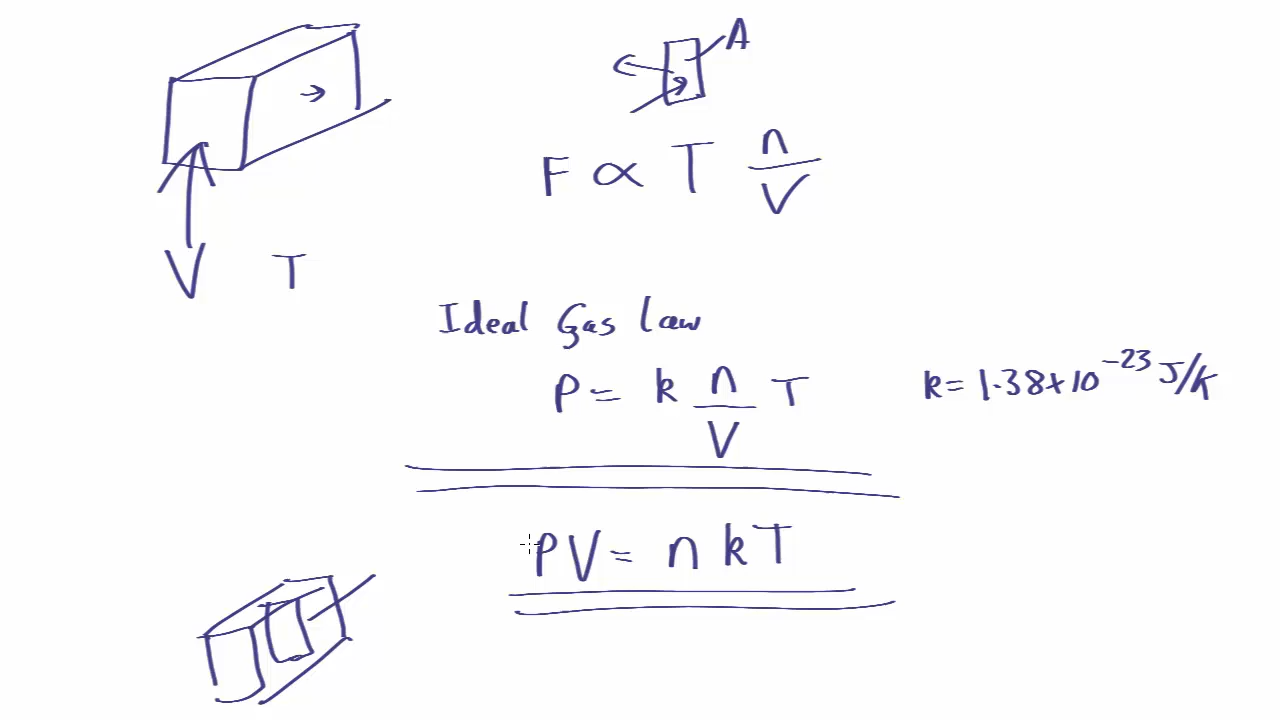 A
F ∝ T n/V
V T
Ideal Gas law
P = k n/V T
k = 1.38×10^-23 J/K
PV = nkT